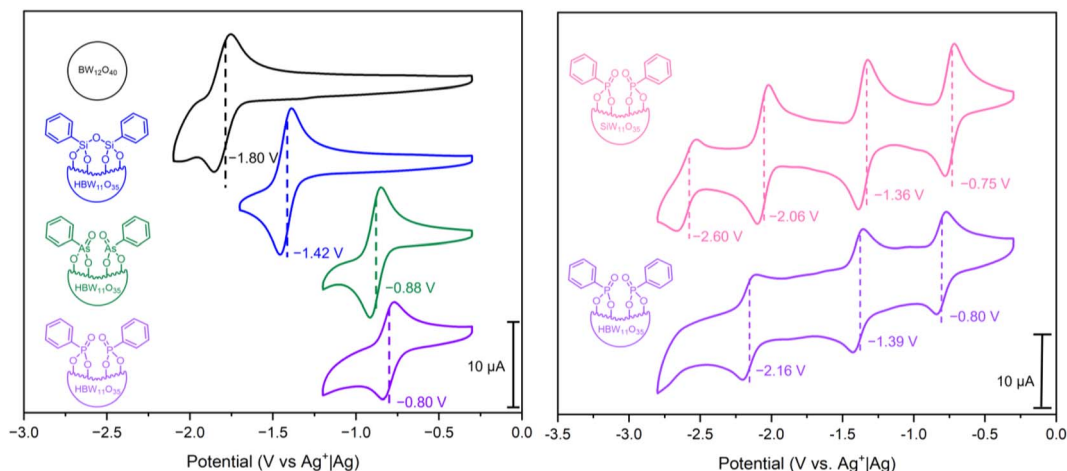 BW₁₂O₄₀
−1.80 V
Si O Si
O O O O
HBW₁₁O₃₅
−1.42 V
O O
As As
O O O O
HBW₁₁O₃₅
−0.88 V
O O
P P
O O O O
HBW₁₁O₃₅
−0.80 V
10 µA
−3.0 −2.5 −2.0 −1.5 −1.0 −0.5 0.0
Potential (V vs Ag⁺|Ag)
O O
P P
O O O O
SiW₁₁O₃₅
−2.60 V
−2.06 V
−1.36 V
−0.75 V
O O
P P
O O O O
HBW₁₁O₃₅
−2.16 V
−1.39 V
−0.80 V
10 µA
−3.5 −3.0 −2.5 −2.0 −1.5 −1.0 −0.5 0.0
Potential (V vs. Ag⁺|Ag)